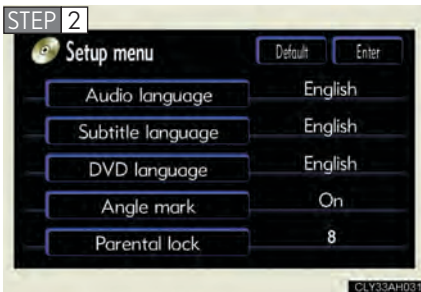 STEP 2
Setup menu Default Enter
Audio language English
Subtitle language English
DVD language English
Angle mark On
Parental lock 8
CLY33AH031